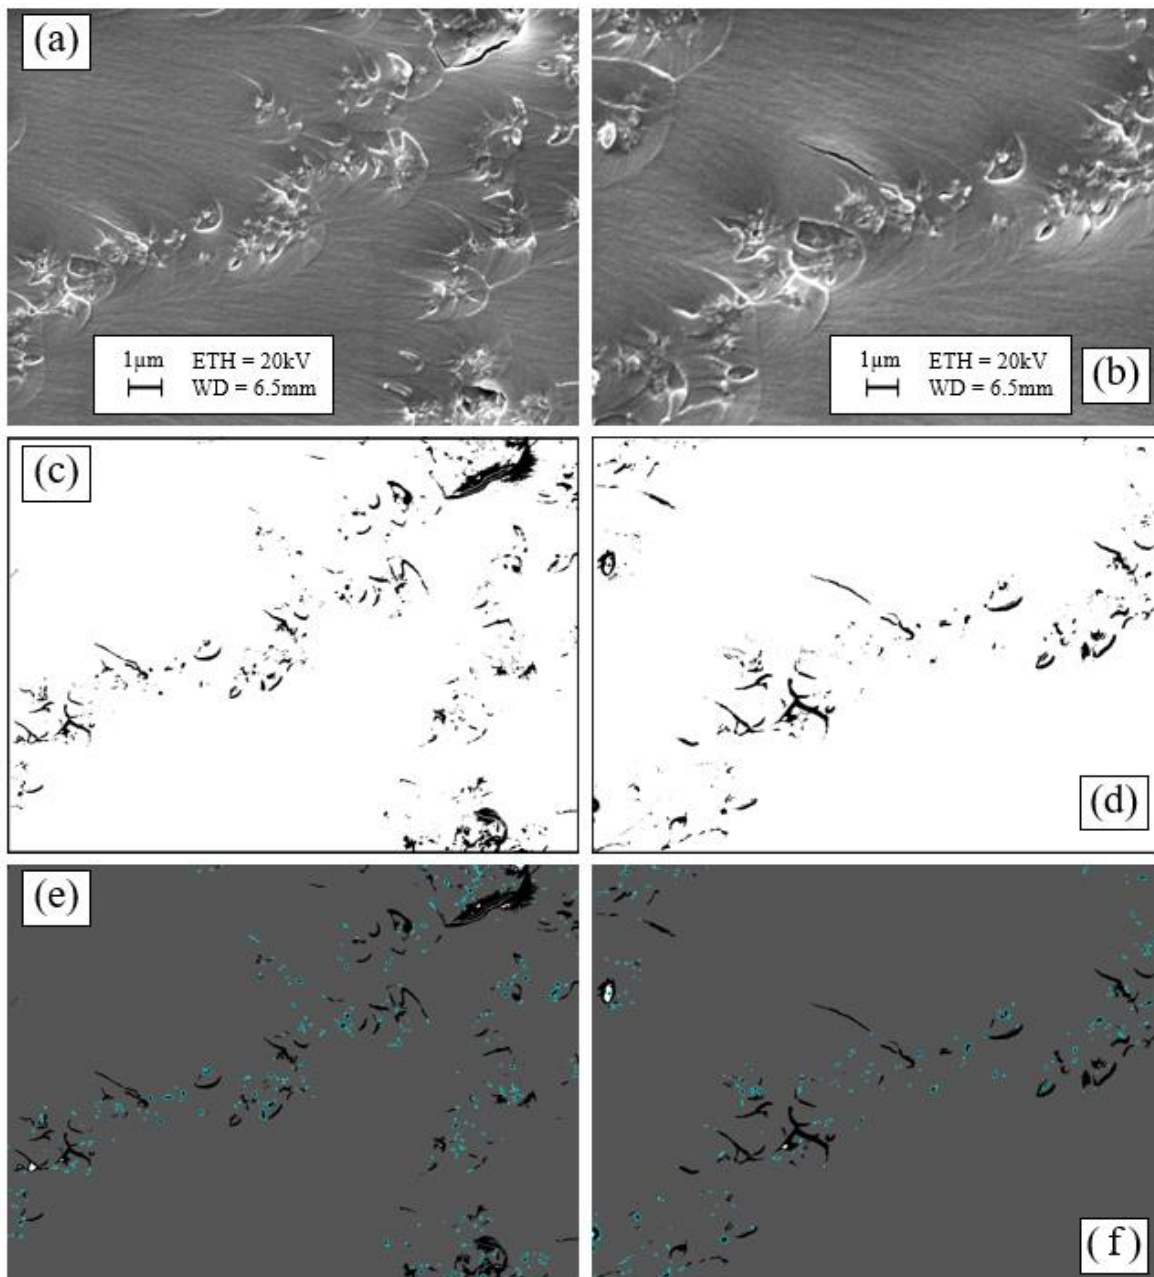 (a)
1µm ETH = 20kV
WD = 6.5mm
1µm ETH = 20kV
WD = 6.5mm
(b)
(c)
(d)
(e)
(f)